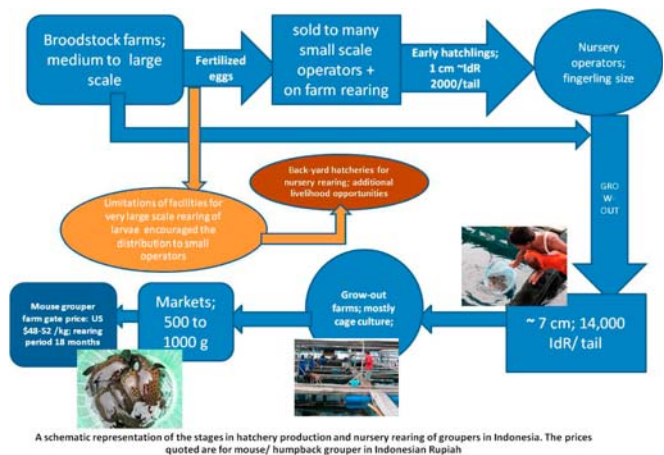 Broodstock farms;
medium to large
scale
Fertilized
eggs
sold to many
small scale
operators +
on farm rearing
Early hatchlings;
1 cm ~IdR
2000/tail
Nursery
operators;
fingerling size
GRO
W-
OUT
Back-yard hatcheries for
nursery rearing; additional
livelihood opportunities
Limitations of facilities for
very large scale rearing of
larvae encouraged the
distribution to small
operators
~ 7 cm; 14,000
IdR/ tail
Grow-out
farms; mostly
cage culture;
Markets;
500 to
1000 g
Mouse grouper
farm gate price: US
$48-52 /kg; rearing
period 18 months
A schematic representation of the stages in hatchery production and nursery rearing of groupers in Indonesia. The prices
quoted are for mouse/ humpback grouper in Indonesian Rupiah